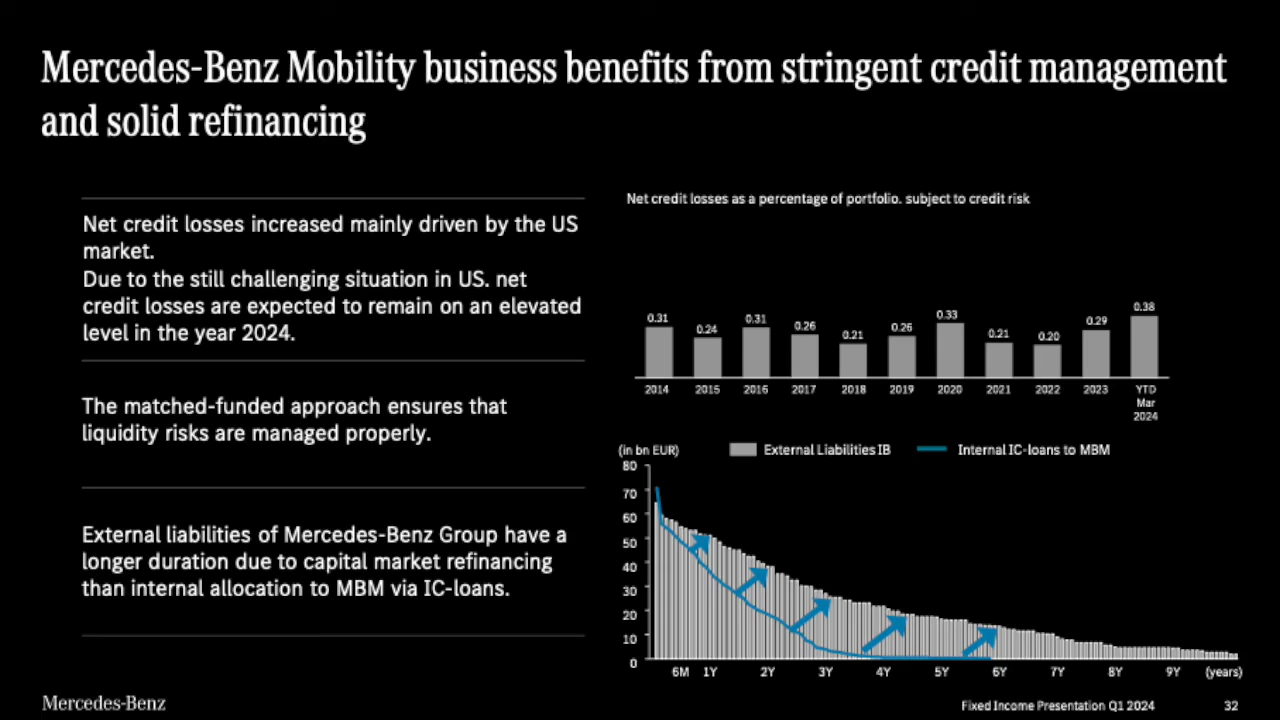 Mercedes-Benz Mobility business benefits from stringent credit management
and solid refinancing
Net credit losses increased mainly driven by the US
market.
Due to the still challenging situation in US. net
credit losses are expected to remain on an elevated
level in the year 2024.
The matched-funded approach ensures that
liquidity risks are managed properly.
External liabilities of Mercedes-Benz Group have a
longer duration due to capital market refinancing
than internal allocation to MBM via IC-loans.
Net credit losses as a percentage of portfolio. subject to credit risk
0.31 0.24 0.31 0.26 0.21 0.26 0.33 0.21 0.20 0.29 0.38
2014 2015 2016 2017 2018 2019 2020 2021 2022 2023 YTD
Mar
2024
(in bn EUR) External Liabilities IB Internal IC-loans to MBM
80
70
60
50
40
30
20
10
0
6M 1Y 2Y 3Y 4Y 5Y 6Y 7Y 8Y 9Y (years)
Mercedes-Benz
Fixed Income Presentation Q1 2024 32